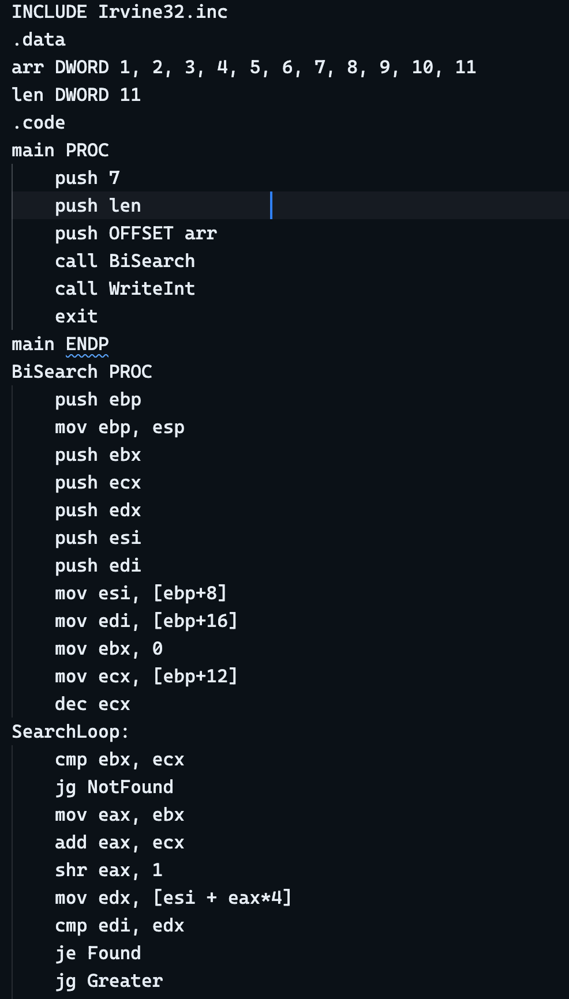 INCLUDE Irvine32.inc
.data
arr DWORD 1, 2, 3, 4, 5, 6, 7, 8, 9, 10, 11
len DWORD 11
.code
main PROC
    push 7
    push len
    push OFFSET arr
    call BiSearch
    call WriteInt
    exit
main ENDP
BiSearch PROC
    push ebp
    mov ebp, esp
    push ebx
    push ecx
    push edx
    push esi
    push edi
    mov esi, [ebp+8]
    mov edi, [ebp+16]
    mov ebx, 0
    mov ecx, [ebp+12]
    dec ecx
SearchLoop:
    cmp ebx, ecx
    jg NotFound
    mov eax, ebx
    add eax, ecx
    shr eax, 1
    mov edx, [esi + eax*4]
    cmp edi, edx
    je Found
    jg Greater